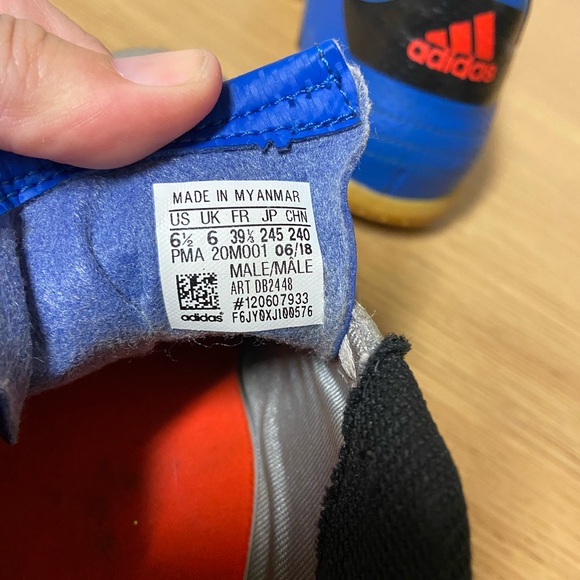 adidas
MADE IN MYANMAR
US UK FR JP CHN
6½ 6 39⅓ 245 240
PMA 20M001 06/18
MALE/MÂLE
ART DB2448
#120607933
adidas F6JY0XJI00576